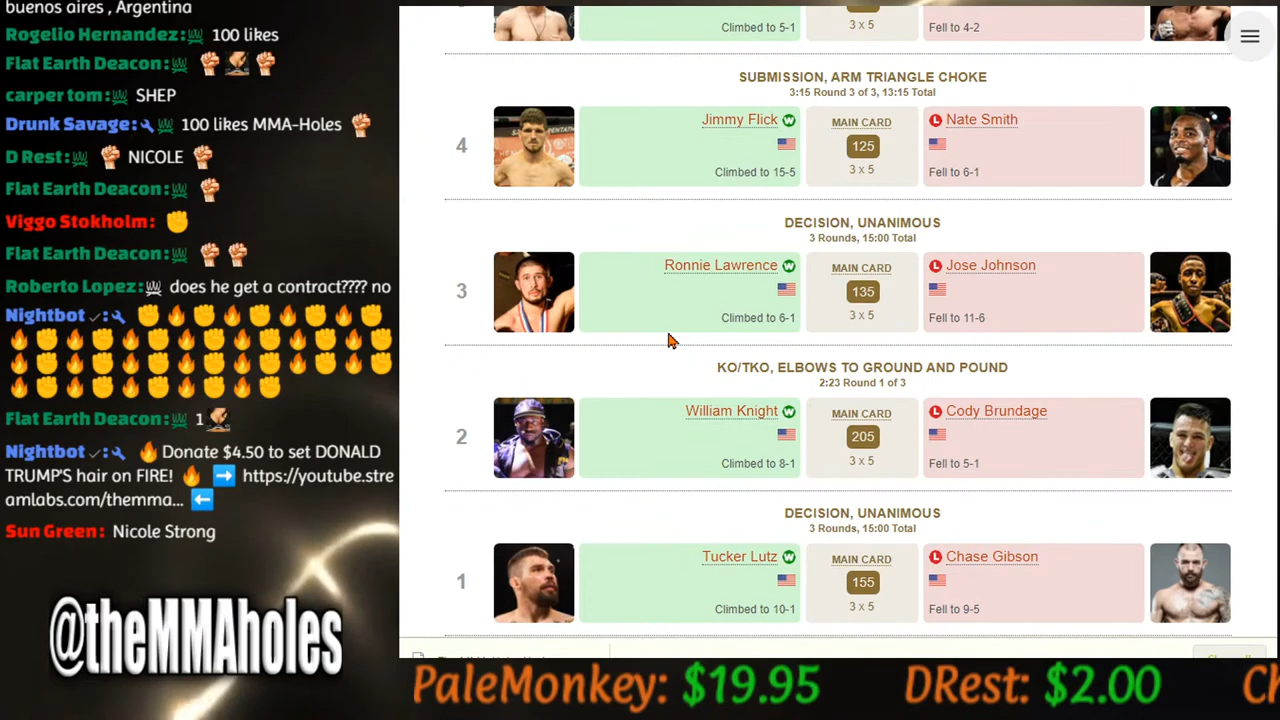 buenos aires , Argentina
Rogelio Hernandez: 100 likes
Flat Earth Deacon:
carper tom: SHEP
Drunk Savage: 100 likes MMA-Holes
D Rest: NICOLE
Flat Earth Deacon:
Viggo Stokholm:
Flat Earth Deacon:
Roberto Lopez: does he get a contract???? no
Nightbot :
Flat Earth Deacon: 1
Nightbot : Donate $4.50 to set DONALD
TRUMP'S hair on FIRE! https://youtube.stre
amlabs.com/themma...
Sun Green: Nicole Strong
@theMMAholes
Climbed to 5-1
3 x 5
Fell to 4-2
SUBMISSION, ARM TRIANGLE CHOKE
3:15 Round 3 of 3, 13:15 Total
4
Jimmy Flick W
Climbed to 15-5
MAIN CARD
125
3 x 5
L Nate Smith
Fell to 6-1
DECISION, UNANIMOUS
3 Rounds, 15:00 Total
3
Ronnie Lawrence W
Climbed to 6-1
MAIN CARD
135
3 x 5
L Jose Johnson
Fell to 11-6
KO/TKO, ELBOWS TO GROUND AND POUND
2:23 Round 1 of 3
2
William Knight W
Climbed to 8-1
MAIN CARD
205
3 x 5
L Cody Brundage
Fell to 5-1
DECISION, UNANIMOUS
3 Rounds, 15:00 Total
1
Tucker Lutz W
Climbed to 10-1
MAIN CARD
155
3 x 5
L Chase Gibson
Fell to 9-5
PaleMonkey: $19.95 DRest: $2.00 Ch